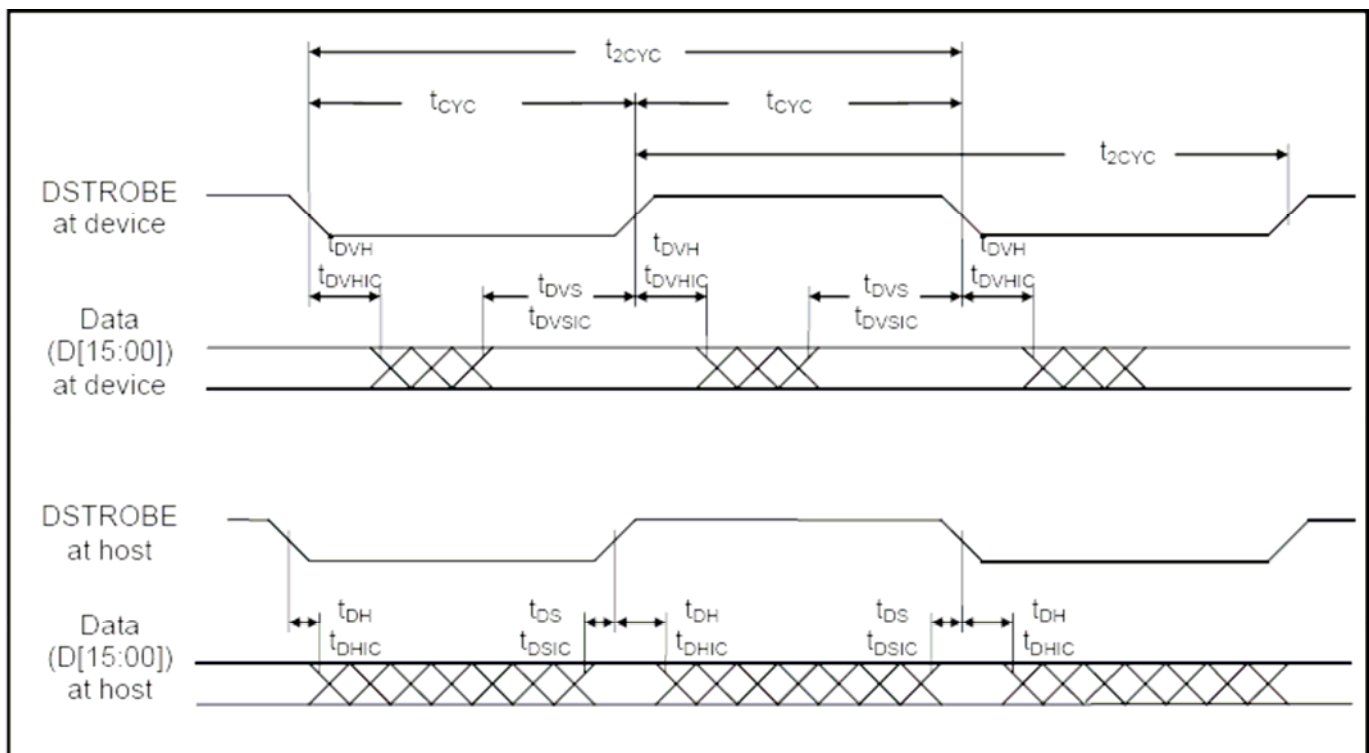 t2CYC
tCYC tCYC
t2CYC
DSTROBE
at device
tDVH tDVH tDVH
tDVHIC tDVS tDVHIC tDVS tDVHIC
tDVSIC tDVSIC
Data
(D[15:00])
at device
DSTROBE
at host
tDH tDS tDH tDS tDH
tDHIC tDSIC tDHIC tDSIC tDHIC
Data
(D[15:00])
at host